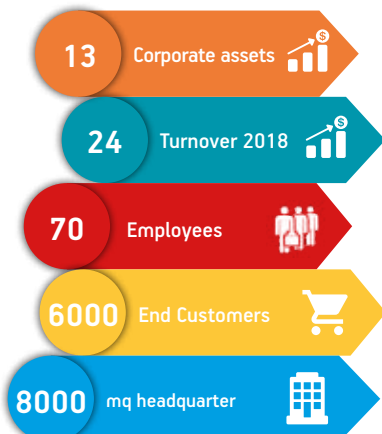 13 Corporate assets $
24 Turnover 2018 $
70 Employees
6000 End Customers
8000 mq headquarter